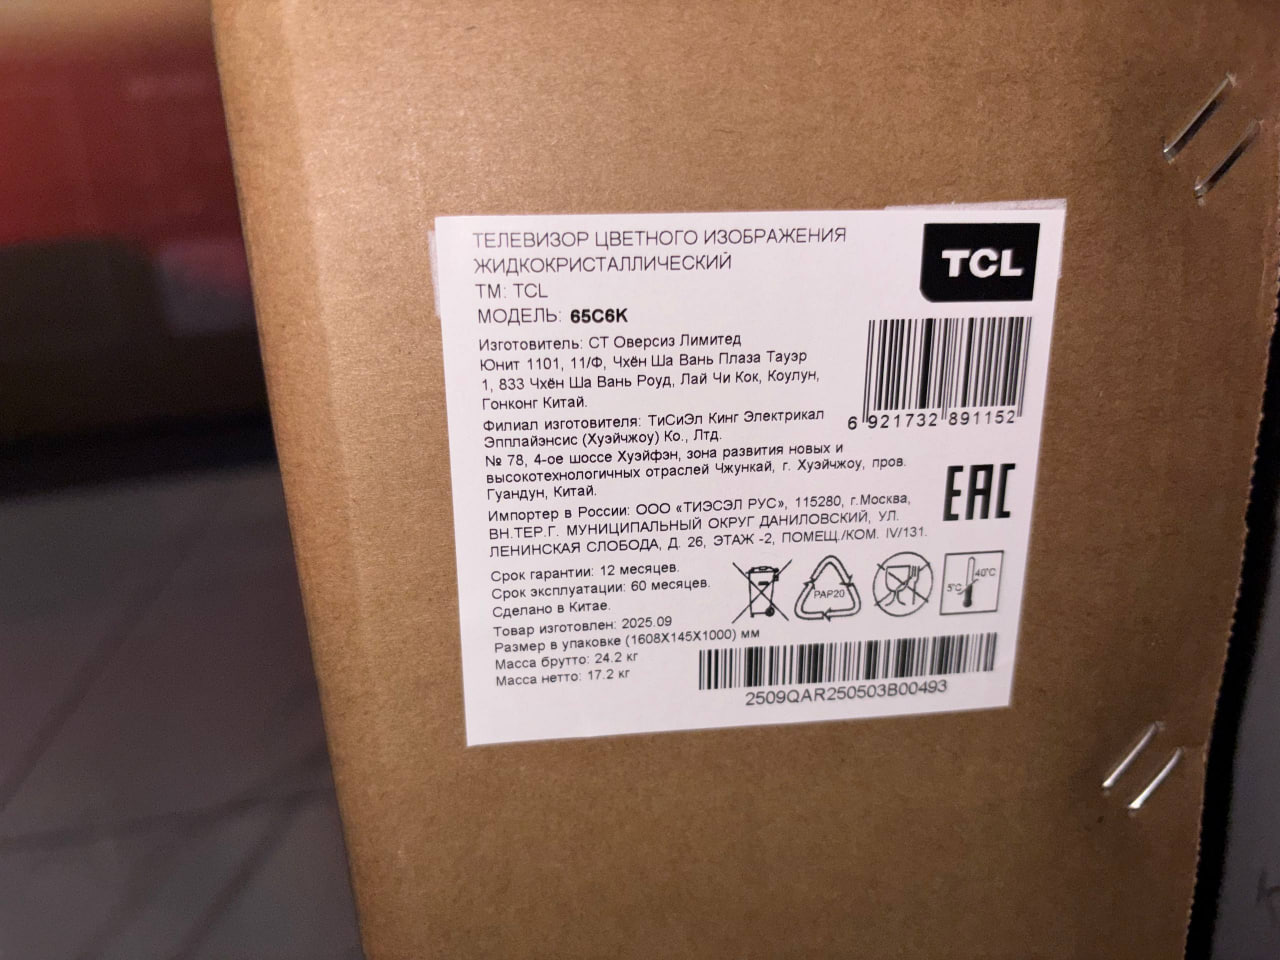 ТЕЛЕВИЗОР ЦВЕТНОГО ИЗОБРАЖЕНИЯ
ЖИДКОКРИСТАЛЛИЧЕСКИЙ
ТМ: TCL
МОДЕЛЬ: 65C6K
TCL
Изготовитель: СТ Оверсиз Лимитед
Юнит 1101, 11/Ф, Чхён Ша Вань Плаза Тауэр
1, 833 Чхён Ша Вань Роуд, Лай Чи Кок, Коулун,
Гонконг Китай.
6 921732 891152
Филиал изготовителя: ТиСиЭл Кинг Электрикал
Эпплайэнсис (Хуэйчжоу) Ко., Лтд.
№ 78, 4-ое шоссе Хуэйфэн, зона развития новых и
высокотехнологичных отраслей Чжункай, г. Хуэйчжоу, пров.
Гуандун, Китай.
EAC
Импортер в России: ООО «ТИЭСЭЛ РУС», 115280, г.Москва,
ВН.ТЕР.Г. МУНИЦИПАЛЬНЫЙ ОКРУГ ДАНИЛОВСКИЙ, УЛ.
ЛЕНИНСКАЯ СЛОБОДА, Д. 26, ЭТАЖ -2, ПОМЕЩ./КОМ. IV/131.
Срок гарантии: 12 месяцев.
Срок эксплуатации: 60 месяцев.
Сделано в Китае.
Товар изготовлен: 2025.09
Размер в упаковке (1608X145X1000) мм
Масса брутто: 24.2 кг
Масса нетто: 17.2 кг
PAP20
5°C
40°C
2509QAR250503B00493